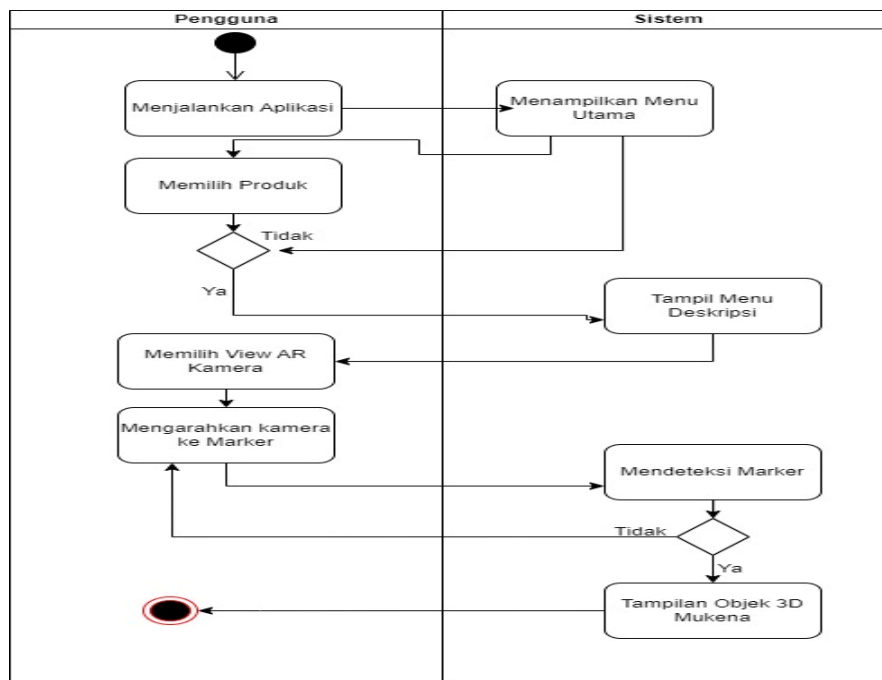 Pengguna
Sistem
Menjalankan Aplikasi
Menampilkan Menu
Utama
Memilih Produk
Tidak
Ya
Tampil Menu
Deskripsi
Memilih View AR
Kamera
Mengarahkan kamera
ke Marker
Mendeteksi Marker
Tidak
Ya
Tampilan Objek 3D
Mukena